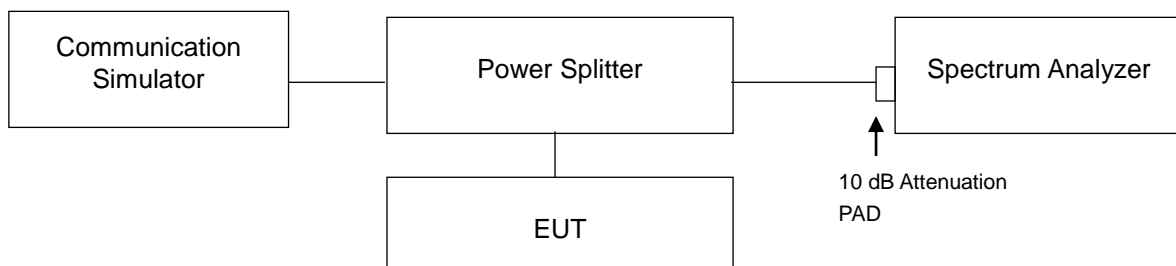 Communication
Simulator
Power Splitter
Spectrum Analyzer
10 dB Attenuation
PAD
EUT